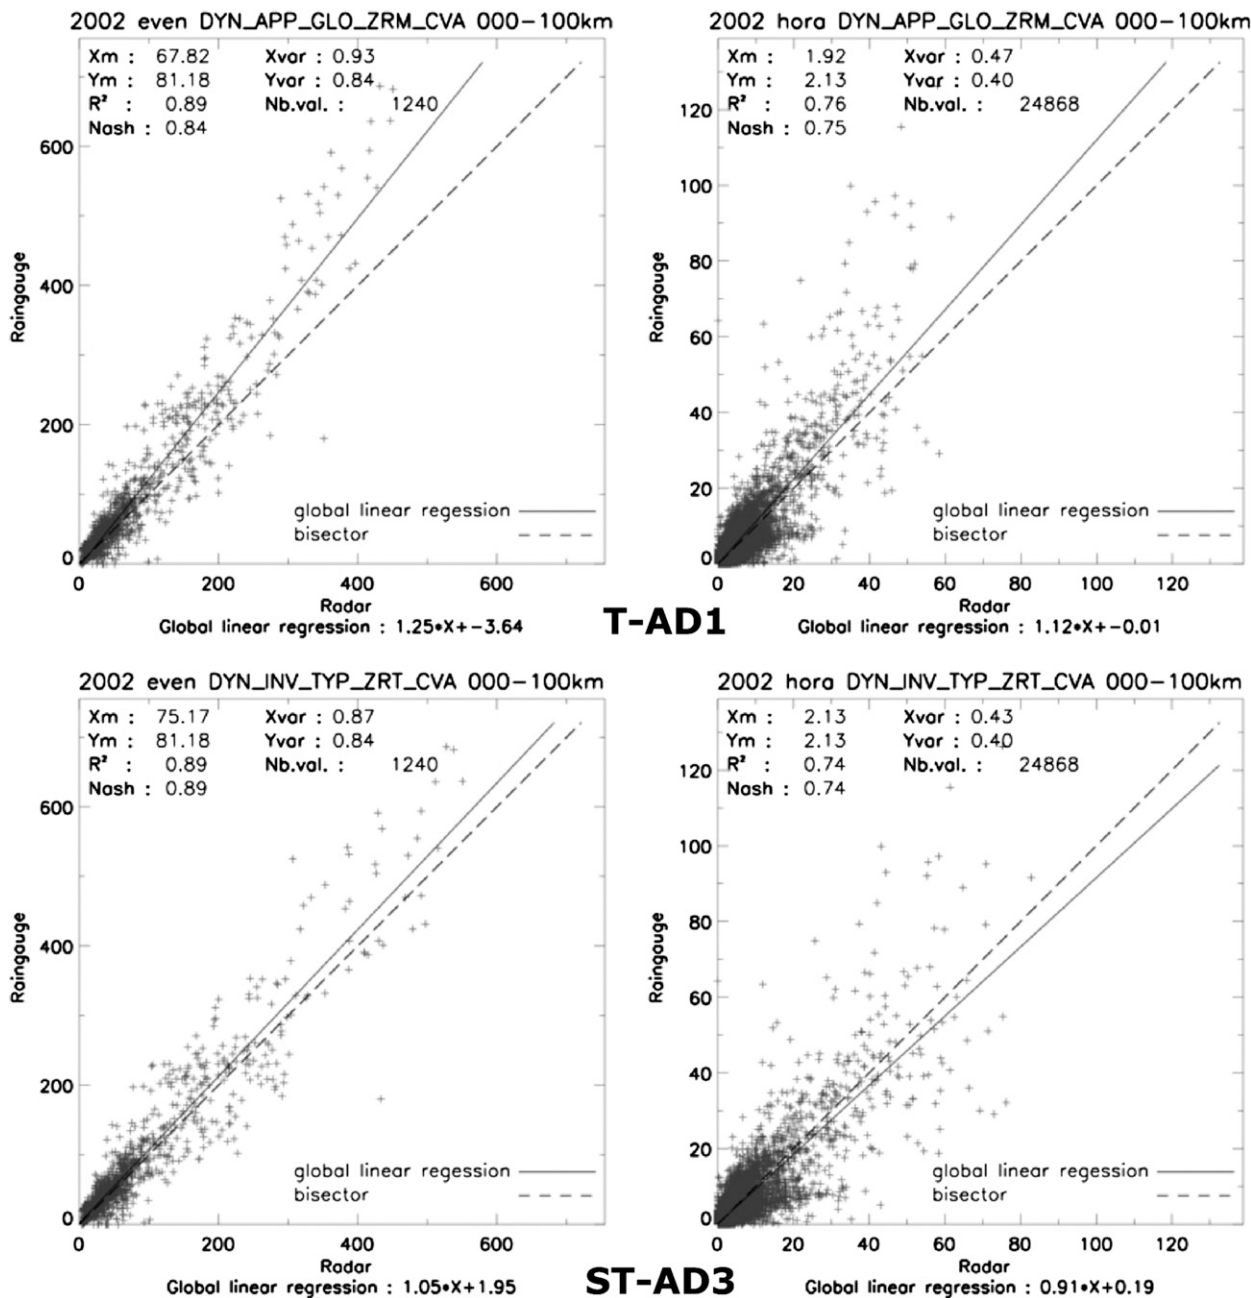 2002 even DYN_APP_GLO_ZRM_CVA 000-100km
Xm : 67.82 Xvar : 0.93
Ym : 81.18 Yvar : 0.84
R² : 0.89 Nb.val. : 1240
Nash : 0.84
600
400
200
0
Raingauge
global linear regession
bisector
0 200 400 600
Radar
Global linear regression : 1.25*X+-3.64
2002 hora DYN_APP_GLO_ZRM_CVA 000-100km
Xm : 1.92 Xvar : 0.47
Ym : 2.13 Yvar : 0.40
R² : 0.76 Nb.val. : 24868
Nash : 0.75
120
100
80
60
40
20
0
Raingauge
global linear regession
bisector
0 20 40 60 80 100 120
Radar
Global linear regression : 1.12*X+-0.01
T-AD1
2002 even DYN_INV_TYP_ZRT_CVA 000-100km
Xm : 75.17 Xvar : 0.87
Ym : 81.18 Yvar : 0.84
R² : 0.89 Nb.val. : 1240
Nash : 0.89
600
400
200
0
Raingauge
global linear regession
bisector
0 200 400 600
Radar
Global linear regression : 1.05*X+1.95
2002 hora DYN_INV_TYP_ZRT_CVA 000-100km
Xm : 2.13 Xvar : 0.43
Ym : 2.13 Yvar : 0.40
R² : 0.74 Nb.val. : 24868
Nash : 0.74
120
100
80
60
40
20
0
Raingauge
global linear regession
bisector
0 20 40 60 80 100 120
Radar
Global linear regression : 0.91*X+0.19
ST-AD3